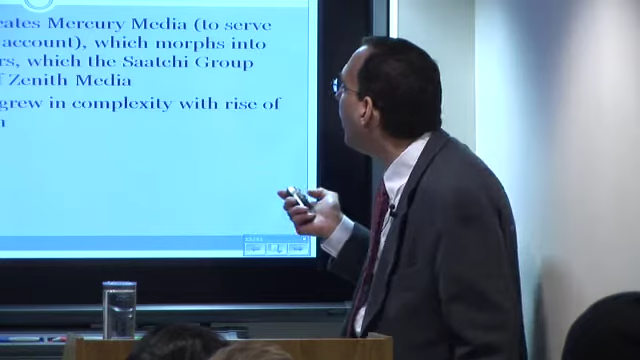 cates Mercury Media (to serve
account), which morphs into
rs, which the Saatchi Group
f Zenith Media
grew in complexity with rise of
n